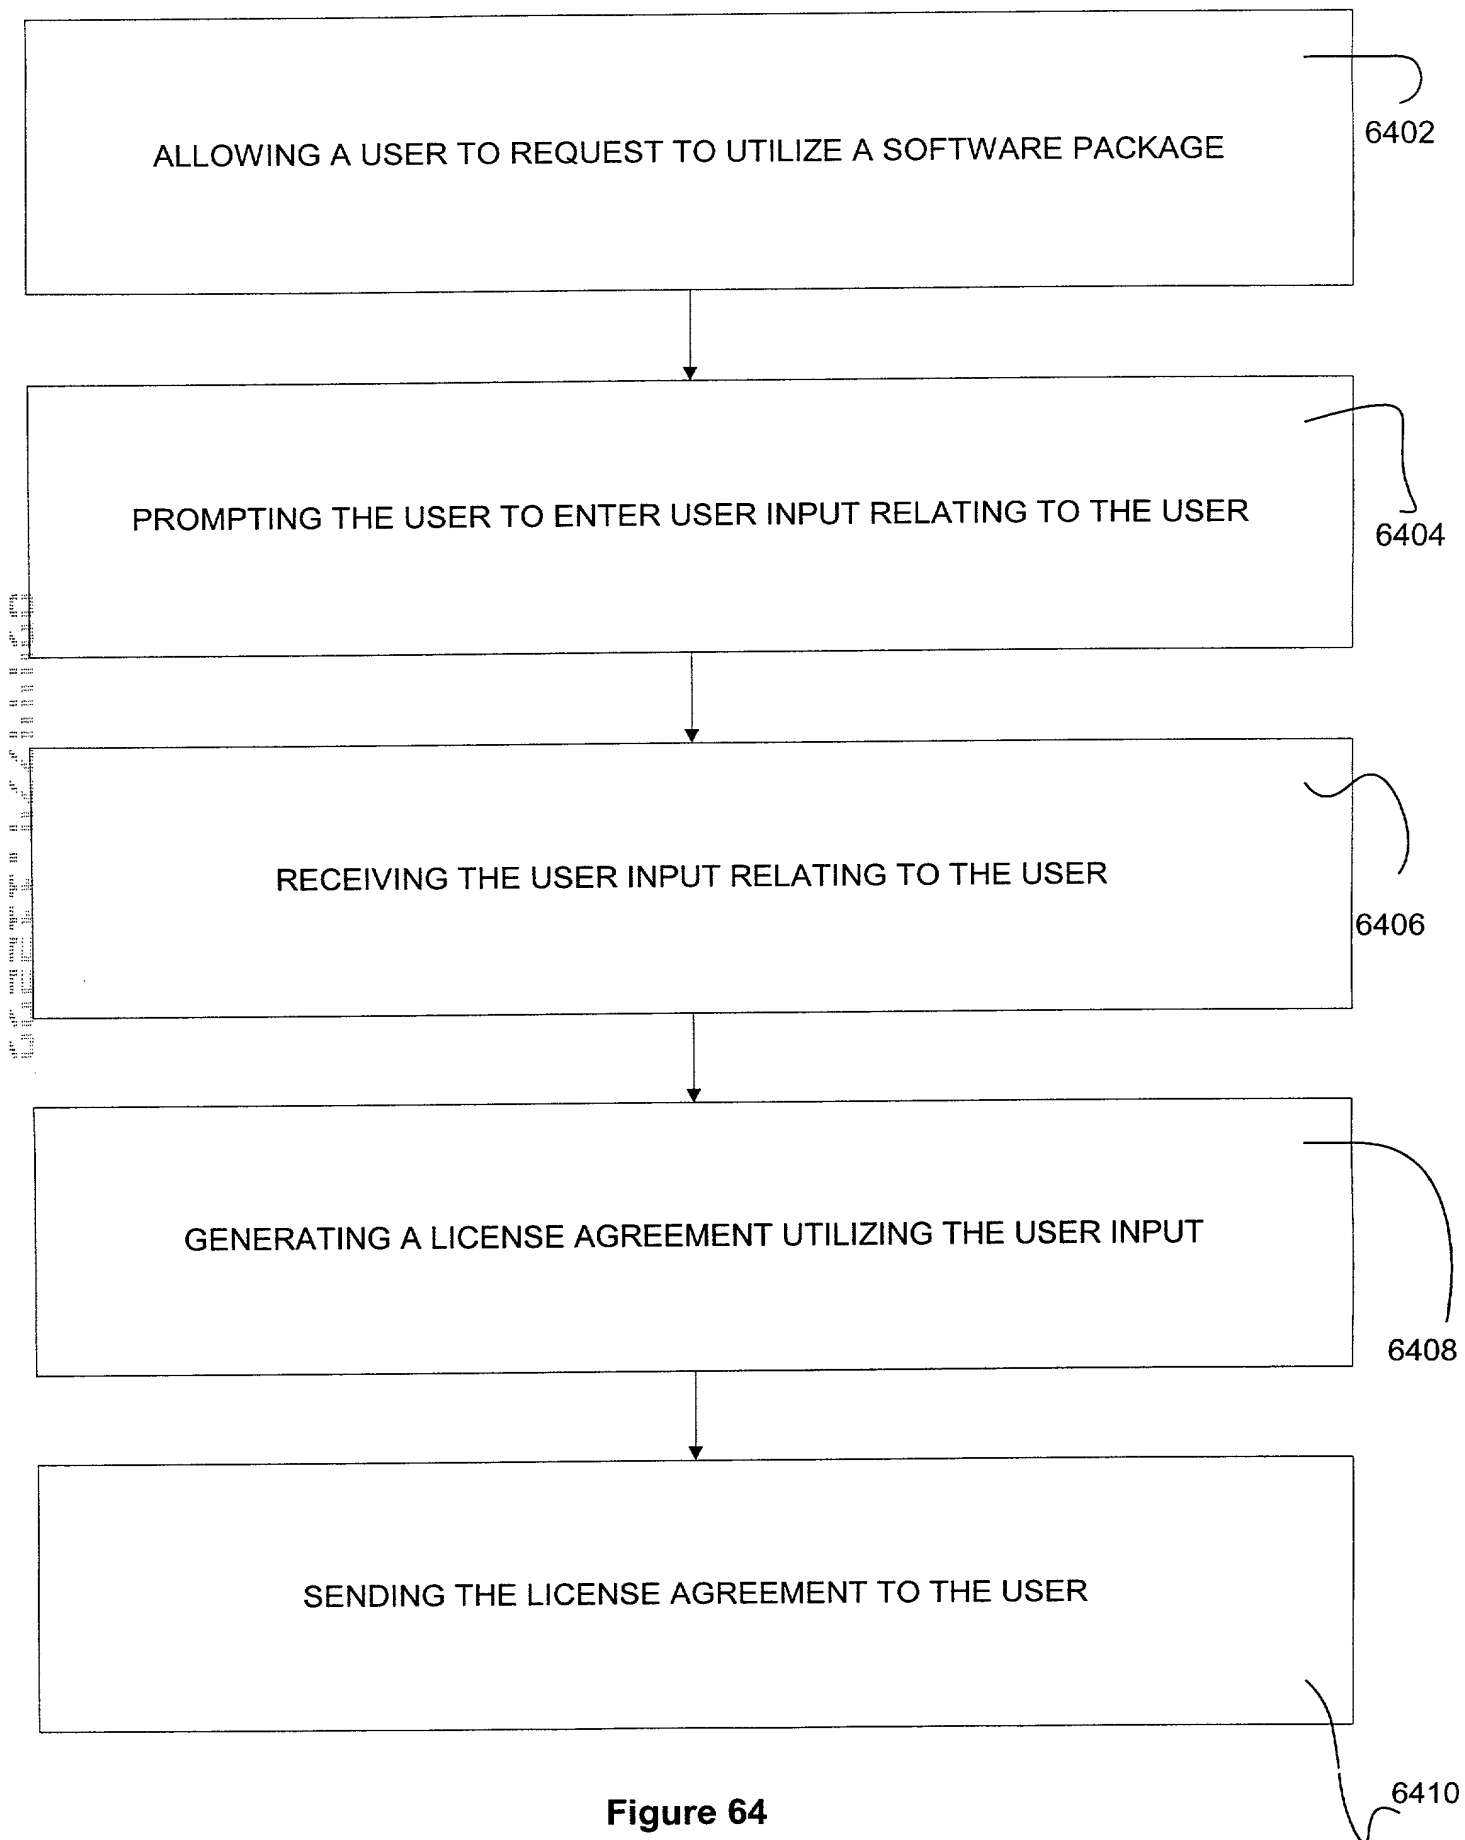 ALLOWING A USER TO REQUEST TO UTILIZE A SOFTWARE PACKAGE
6402
PROMPTING THE USER TO ENTER USER INPUT RELATING TO THE USER
6404
RECEIVING THE USER INPUT RELATING TO THE USER
6406
GENERATING A LICENSE AGREEMENT UTILIZING THE USER INPUT
6408
SENDING THE LICENSE AGREEMENT TO THE USER
6410
Figure 64